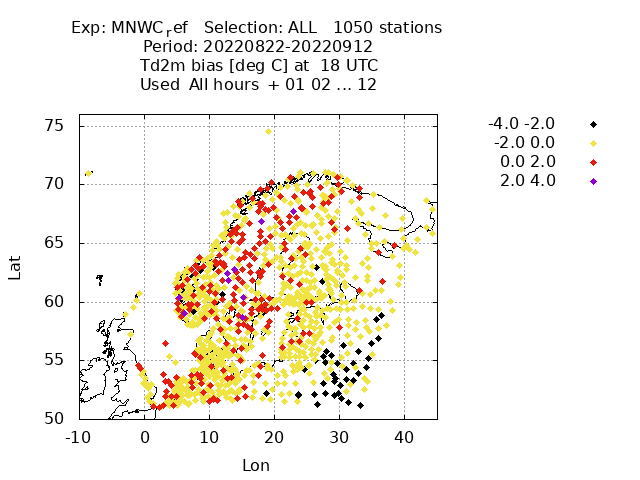 Exp: MNWC_ref Selection: ALL 1050 stations
Period: 20220822-20220912
Td2m bias [deg C] at 18 UTC
Used All hours + 01 02 ... 12
-4.0 -2.0
-2.0 0.0
0.0 2.0
2.0 4.0
75
70
65
60
55
50
Lat
-10 0 10 20 30 40
Lon